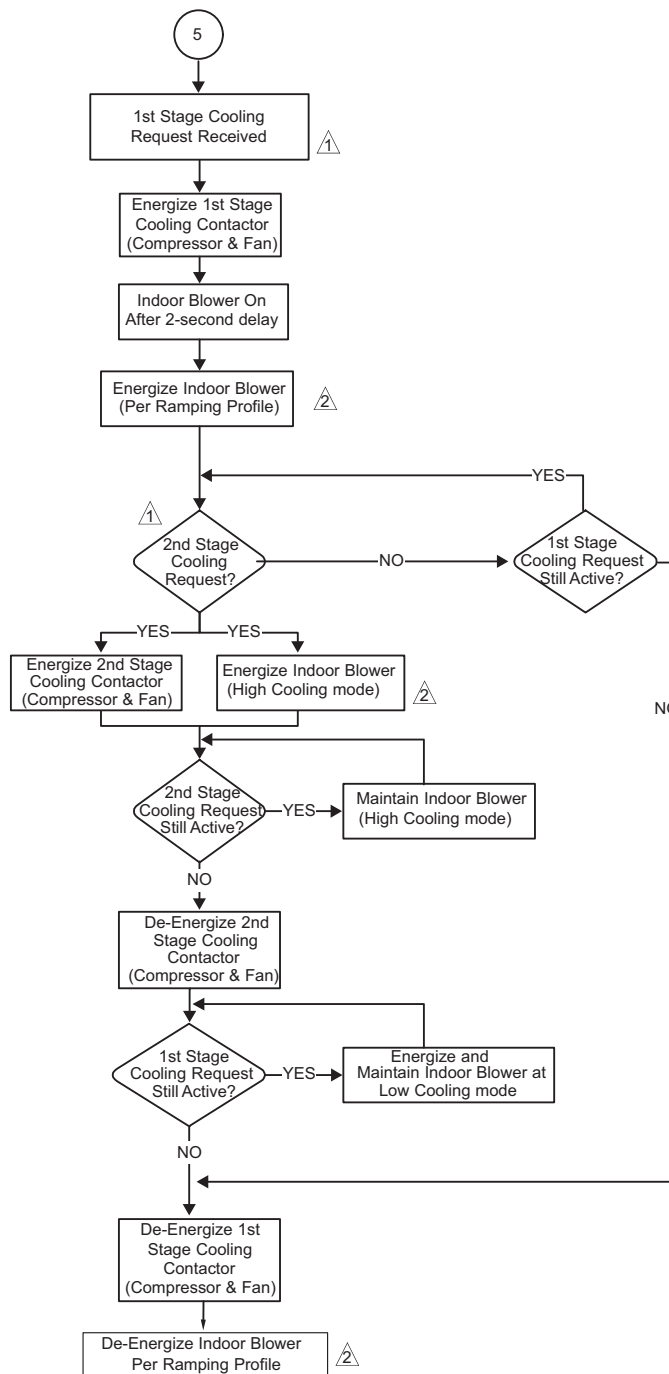 5
1st Stage Cooling
Request Received
1
Energize 1st Stage
Cooling Contactor
(Compressor & Fan)
Indoor Blower On
After 2-second delay
Energize Indoor Blower
(Per Ramping Profile)
2
YES
1
2nd Stage
Cooling
Request?
NO
1st Stage
Cooling Request
Still Active?
YES
YES
Energize 2nd Stage
Cooling Contactor
(Compressor & Fan)
Energize Indoor Blower
(High Cooling mode)
2
2nd Stage
Cooling Request
Still Active?
YES
Maintain Indoor Blower
(High Cooling mode)
NO
De-Energize 2nd
Stage Cooling
Contactor
(Compressor & Fan)
1st Stage
Cooling Request
Still Active?
YES
Energize and
Maintain Indoor Blower at
Low Cooling mode
NO
De-Energize 1st
Stage Cooling
Contactor
(Compressor & Fan)
De-Energize Indoor Blower
Per Ramping Profile
2